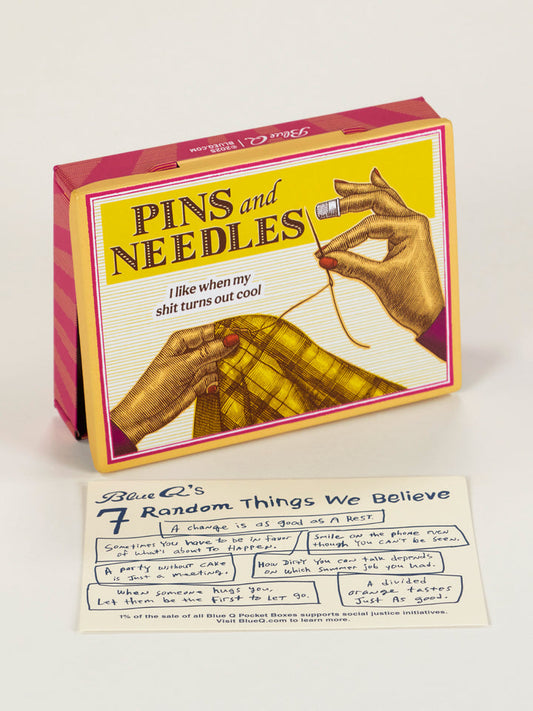 Blue Q | ©2025 BLUEQ.COM
PINS and
NEEDLES
I like when my
shit turns out cool
Blue Q's
7 Random Things We Believe
A change is as good as A REST.
Sometimes You have to be in favor
of what's about To Happen.
Smile on the phone even
though You can't be seen.
A party without cake
is Just a meeting.
How Dirty You can talk depends
on which summer job you had.
When someone hugs you,
Let them be the First to Let go.
A divided
orange tastes
Just As good.
1% of the sale of all Blue Q Pocket Boxes supports social justice initiatives.
Visit BlueQ.com to learn more.